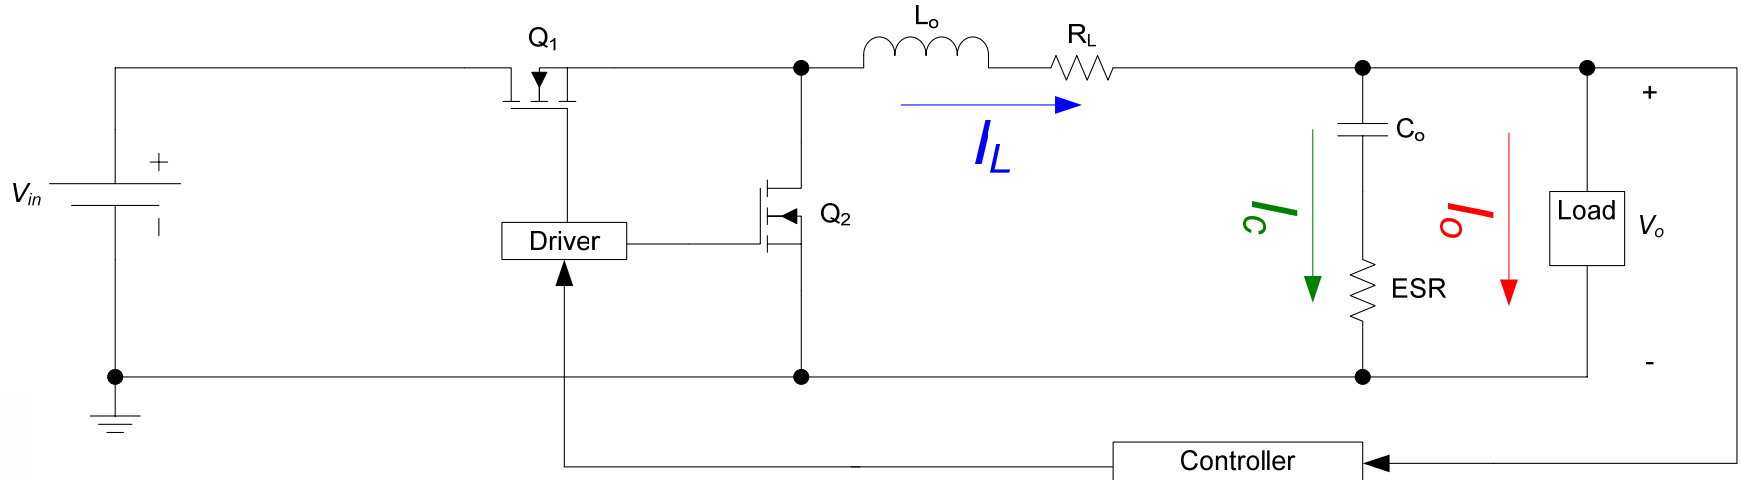 Lo
Q1
RL
+
Co
IL
+
Vin
Q2
Ic
Io
Load
Vo
Driver
ESR
-
Controller